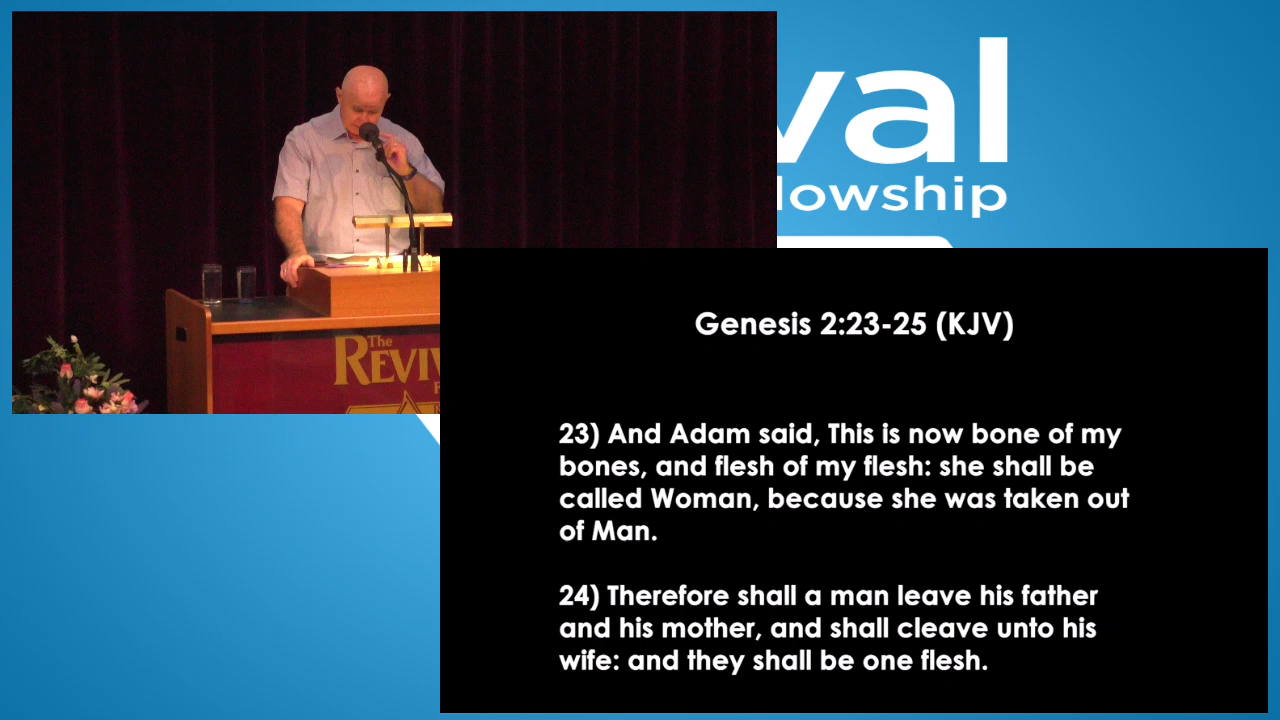 val
lowship
The
REVIV
F
Genesis 2:23-25 (KJV)
23) And Adam said, This is now bone of my
bones, and flesh of my flesh: she shall be
called Woman, because she was taken out
of Man.
24) Therefore shall a man leave his father
and his mother, and shall cleave unto his
wife: and they shall be one flesh.